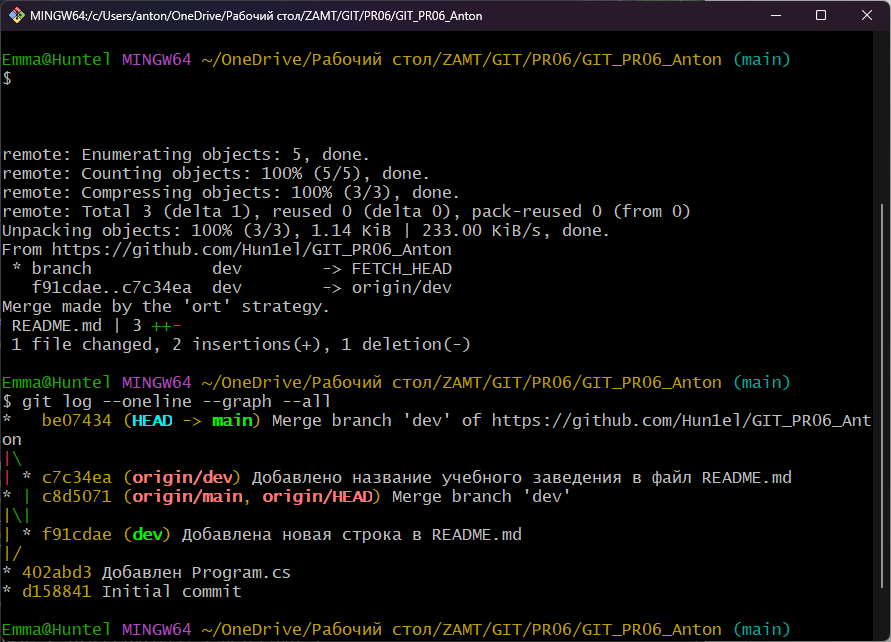 MINGW64:/c/Users/anton/OneDrive/Рабочий стол/ZAMT/GIT/PR06/GIT_PR06_Anton
Emma@Huntel MINGW64 ~/OneDrive/Рабочий стол/ZAMT/GIT/PR06/GIT_PR06_Anton (main)
$
remote: Enumerating objects: 5, done.
remote: Counting objects: 100% (5/5), done.
remote: Compressing objects: 100% (3/3), done.
remote: Total 3 (delta 1), reused 0 (delta 0), pack-reused 0 (from 0)
Unpacking objects: 100% (3/3), 1.14 KiB | 233.00 KiB/s, done.
From https://github.com/Hun1el/GIT_PR06_Anton
 * branch            dev        -> FETCH_HEAD
   f91cdae..c7c34ea  dev        -> origin/dev
Merge made by the 'ort' strategy.
 README.md | 3 ++-
 1 file changed, 2 insertions(+), 1 deletion(-)
Emma@Huntel MINGW64 ~/OneDrive/Рабочий стол/ZAMT/GIT/PR06/GIT_PR06_Anton (main)
$ git log --oneline --graph --all
*   be07434 (HEAD -> main) Merge branch 'dev' of https://github.com/Hun1el/GIT_PR06_Ant
on
|\
| * c7c34ea (origin/dev) Добавлено название учебного заведения в файл README.md
* | c8d5071 (origin/main, origin/HEAD) Merge branch 'dev'
|\|
| * f91cdae (dev) Добавлена новая строка в README.md
|/
* 402abd3 Добавлен Program.cs
* d158841 Initial commit
Emma@Huntel MINGW64 ~/OneDrive/Рабочий стол/ZAMT/GIT/PR06/GIT_PR06_Anton (main)